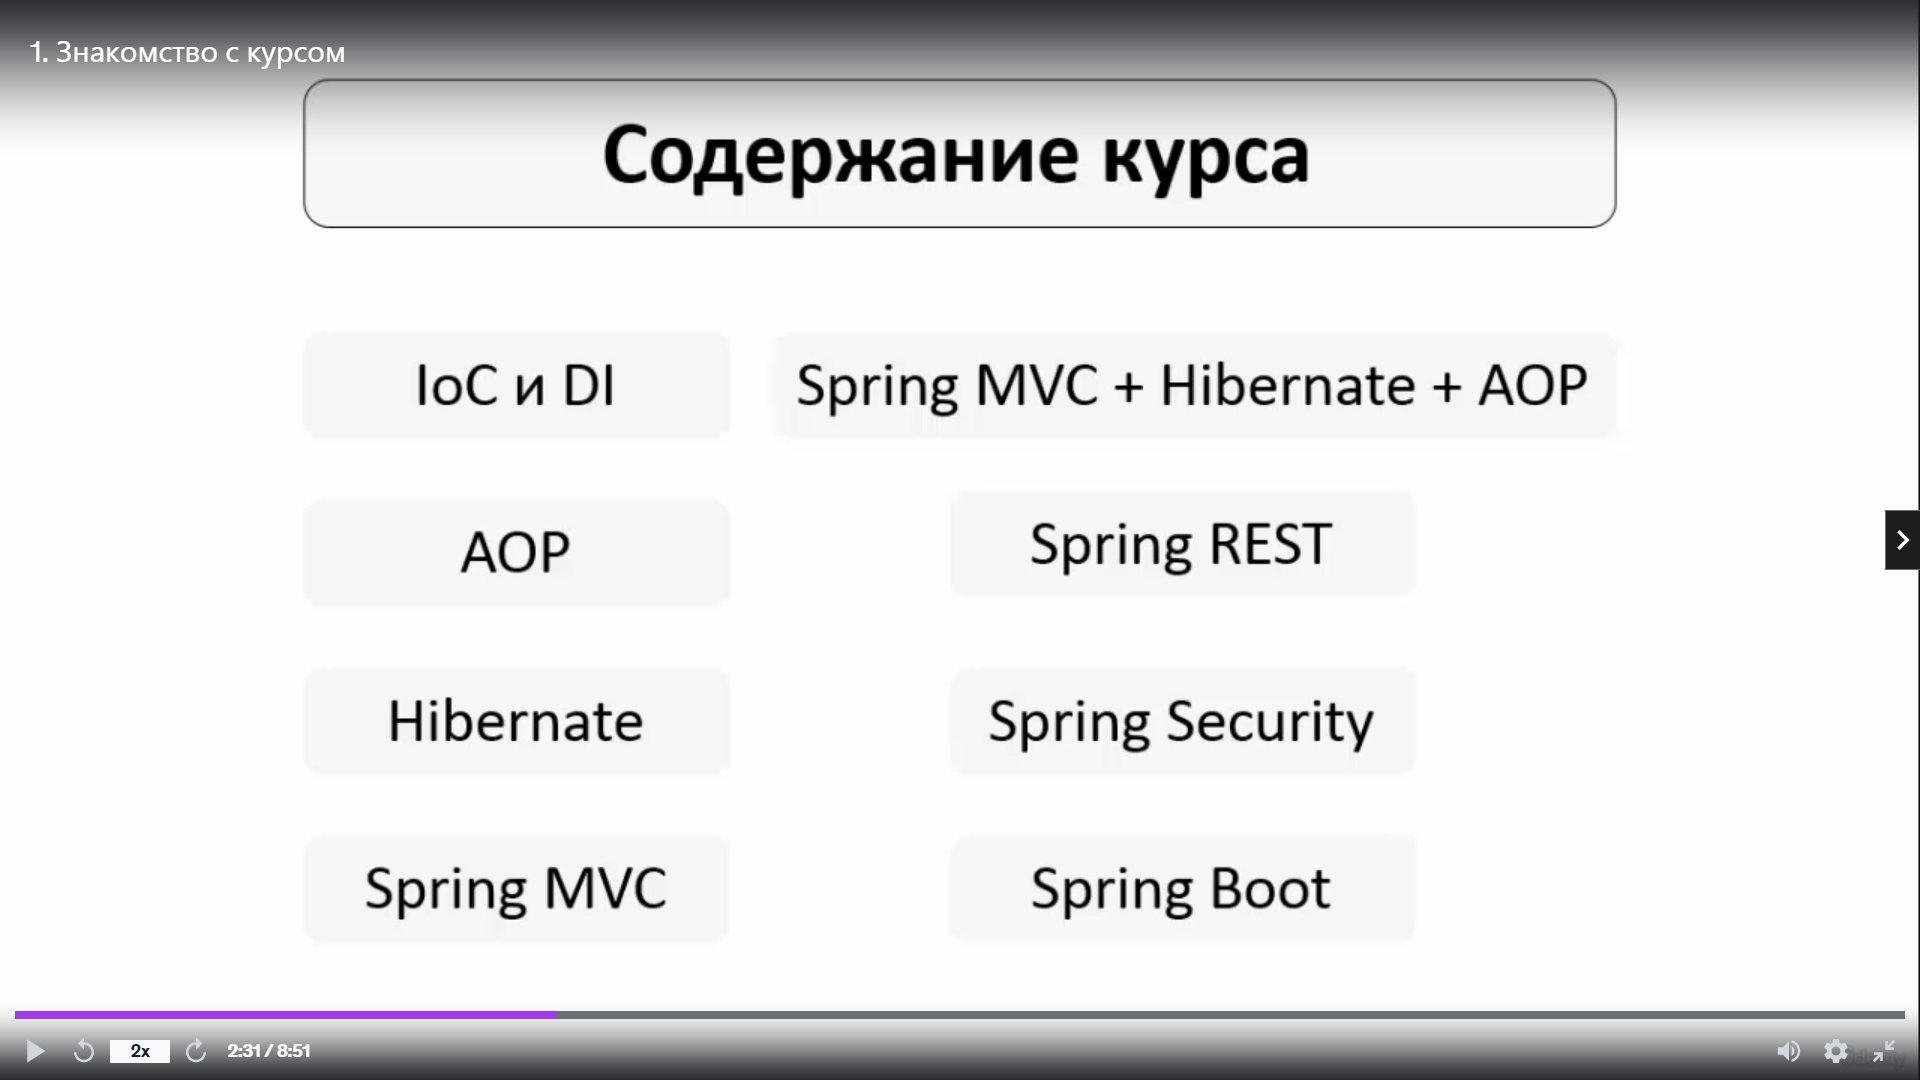 1. Знакомство с курсом
Содержание курса
IoC и DI
Spring MVC + Hibernate + AOP
AOP
Spring REST
Hibernate
Spring Security
Spring MVC
Spring Boot
2x
2:31 / 8:51